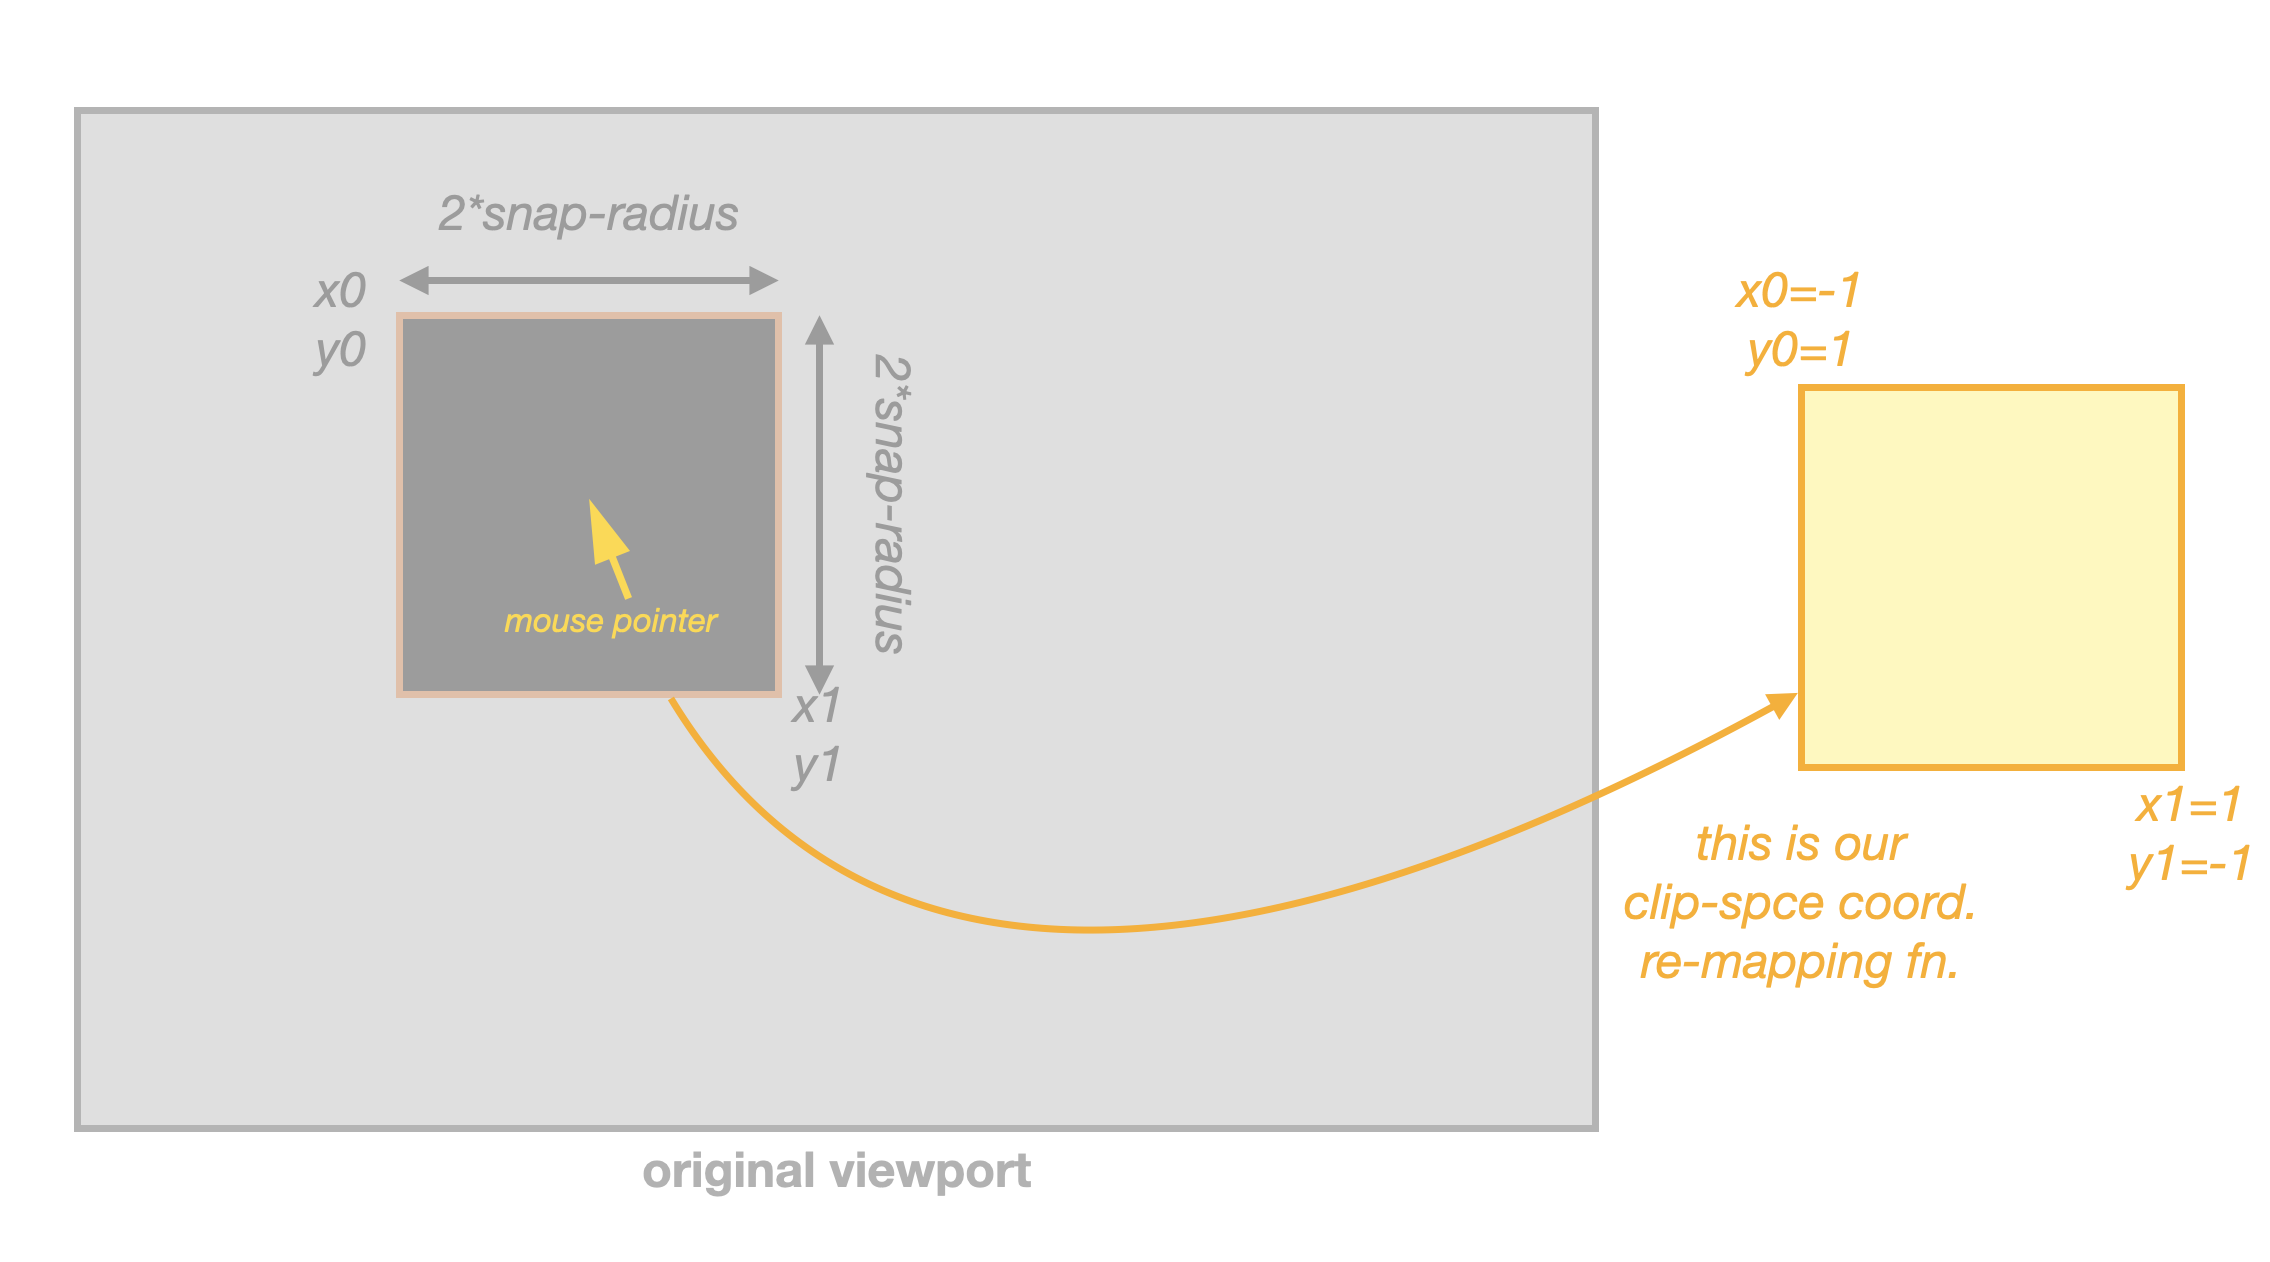 2*snap-radius
x0
y0
2*snap-radius
mouse pointer
x1
y1
original viewport
x0=-1
y0=1
x1=1
y1=-1
this is our
clip-spce coord.
re-mapping fn.